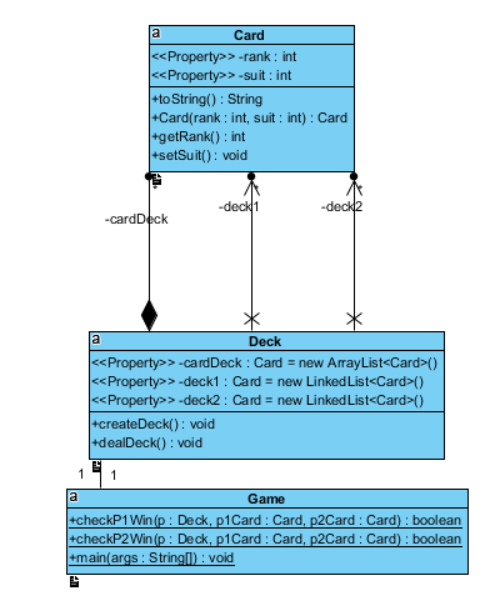 a
Card
<<Property>> -rank : int
<<Property>> -suit : int
+toString() : String
+Card(rank : int, suit : int) : Card
+getRank() : int
+setSuit() : void
*
*
*
-cardDeck
-deck1
-deck2
a
Deck
<<Property>> -cardDeck : Card = new ArrayList<Card>()
<<Property>> -deck1 : Card = new LinkedList<Card>()
<<Property>> -deck2 : Card = new LinkedList<Card>()
+createDeck() : void
+dealDeck() : void
1
1
a
Game
+checkP1Win(p : Deck, p1Card : Card, p2Card : Card) : boolean
+checkP2Win(p : Deck, p1Card : Card, p2Card : Card) : boolean
+main(args : String[]) : void